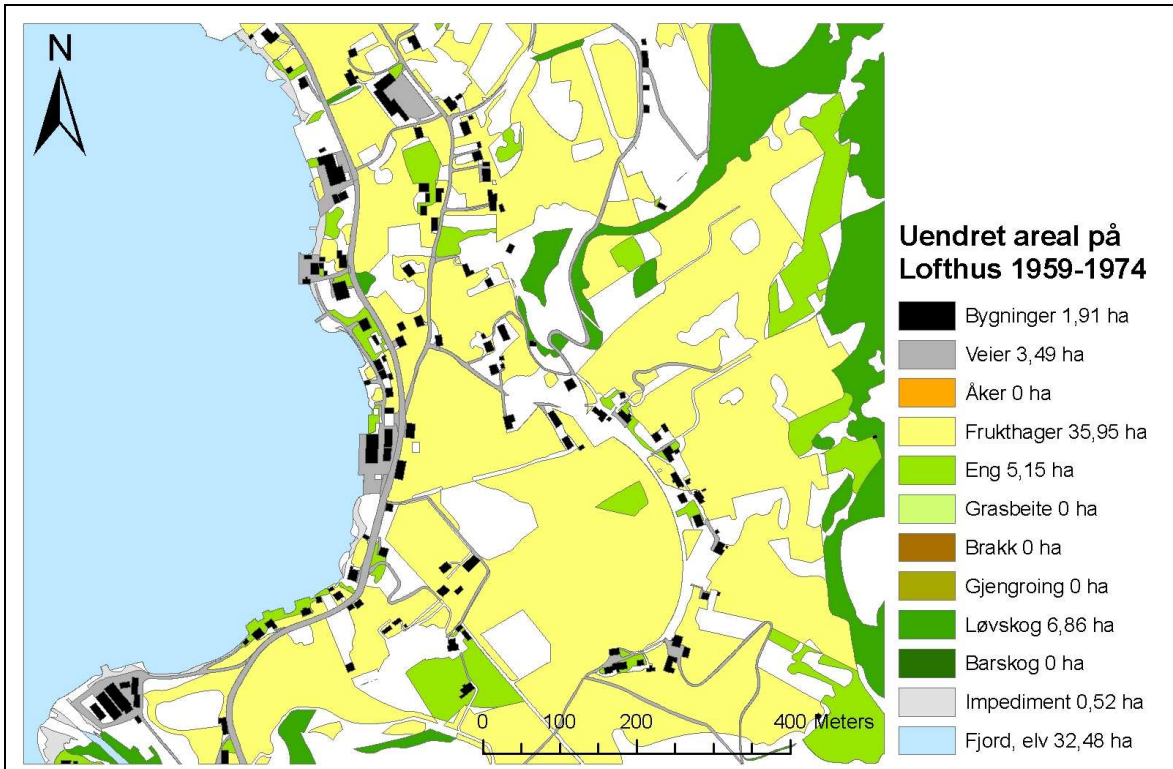 N
Uendret areal på
Lofthus 1959-1974
Bygninger 1,91 ha
Veier 3,49 ha
Åker 0 ha
Frukthager 35,95 ha
Eng 5,15 ha
Grasbeite 0 ha
Brakk 0 ha
Gjengroing 0 ha
Løvskog 6,86 ha
Barskog 0 ha
Impediment 0,52 ha
Fjord, elv 32,48 ha
0 100 200 400 Meters